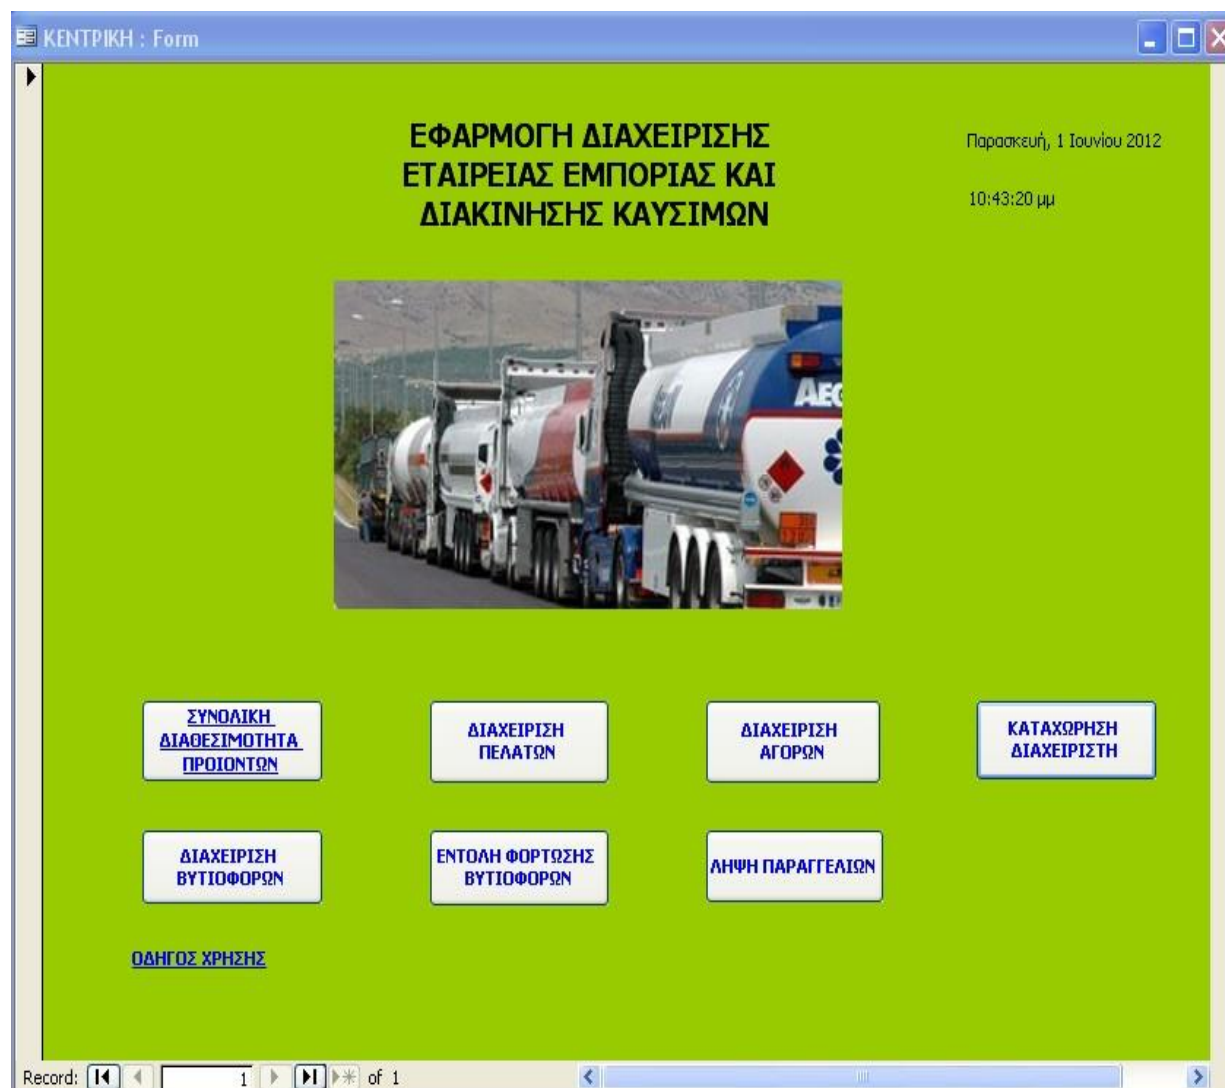 ΚΕΝΤΡΙΚΗ : Form
ΕΦΑΡΜΟΓΗ ΔΙΑΧΕΙΡΙΣΗΣ
ΕΤΑΙΡΕΙΑΣ ΕΜΠΟΡΙΑΣ ΚΑΙ
ΔΙΑΚΙΝΗΣΗΣ ΚΑΥΣΙΜΩΝ
Παρασκευή, 1 Ιουνίου 2012
10:43:20 μμ
AEG
ΣΥΝΟΛΙΚΗ
ΔΙΑΘΕΣΙΜΟΤΗΤΑ
ΠΡΟΙΟΝΤΩΝ
ΔΙΑΧΕΙΡΙΣΗ
ΠΕΛΑΤΩΝ
ΔΙΑΧΕΙΡΙΣΗ
ΑΓΟΡΩΝ
ΚΑΤΑΧΩΡΗΣΗ
ΔΙΑΧΕΙΡΙΣΤΗ
ΔΙΑΧΕΙΡΙΣΗ
ΒΥΤΙΟΦΟΡΩΝ
ΕΝΤΟΛΗ ΦΟΡΤΩΣΗΣ
ΒΥΤΙΟΦΟΡΩΝ
ΛΗΨΗ ΠΑΡΑΓΓΕΛΙΩΝ
ΟΔΗΓΟΣ ΧΡΗΣΗΣ
Record: 1 of 1